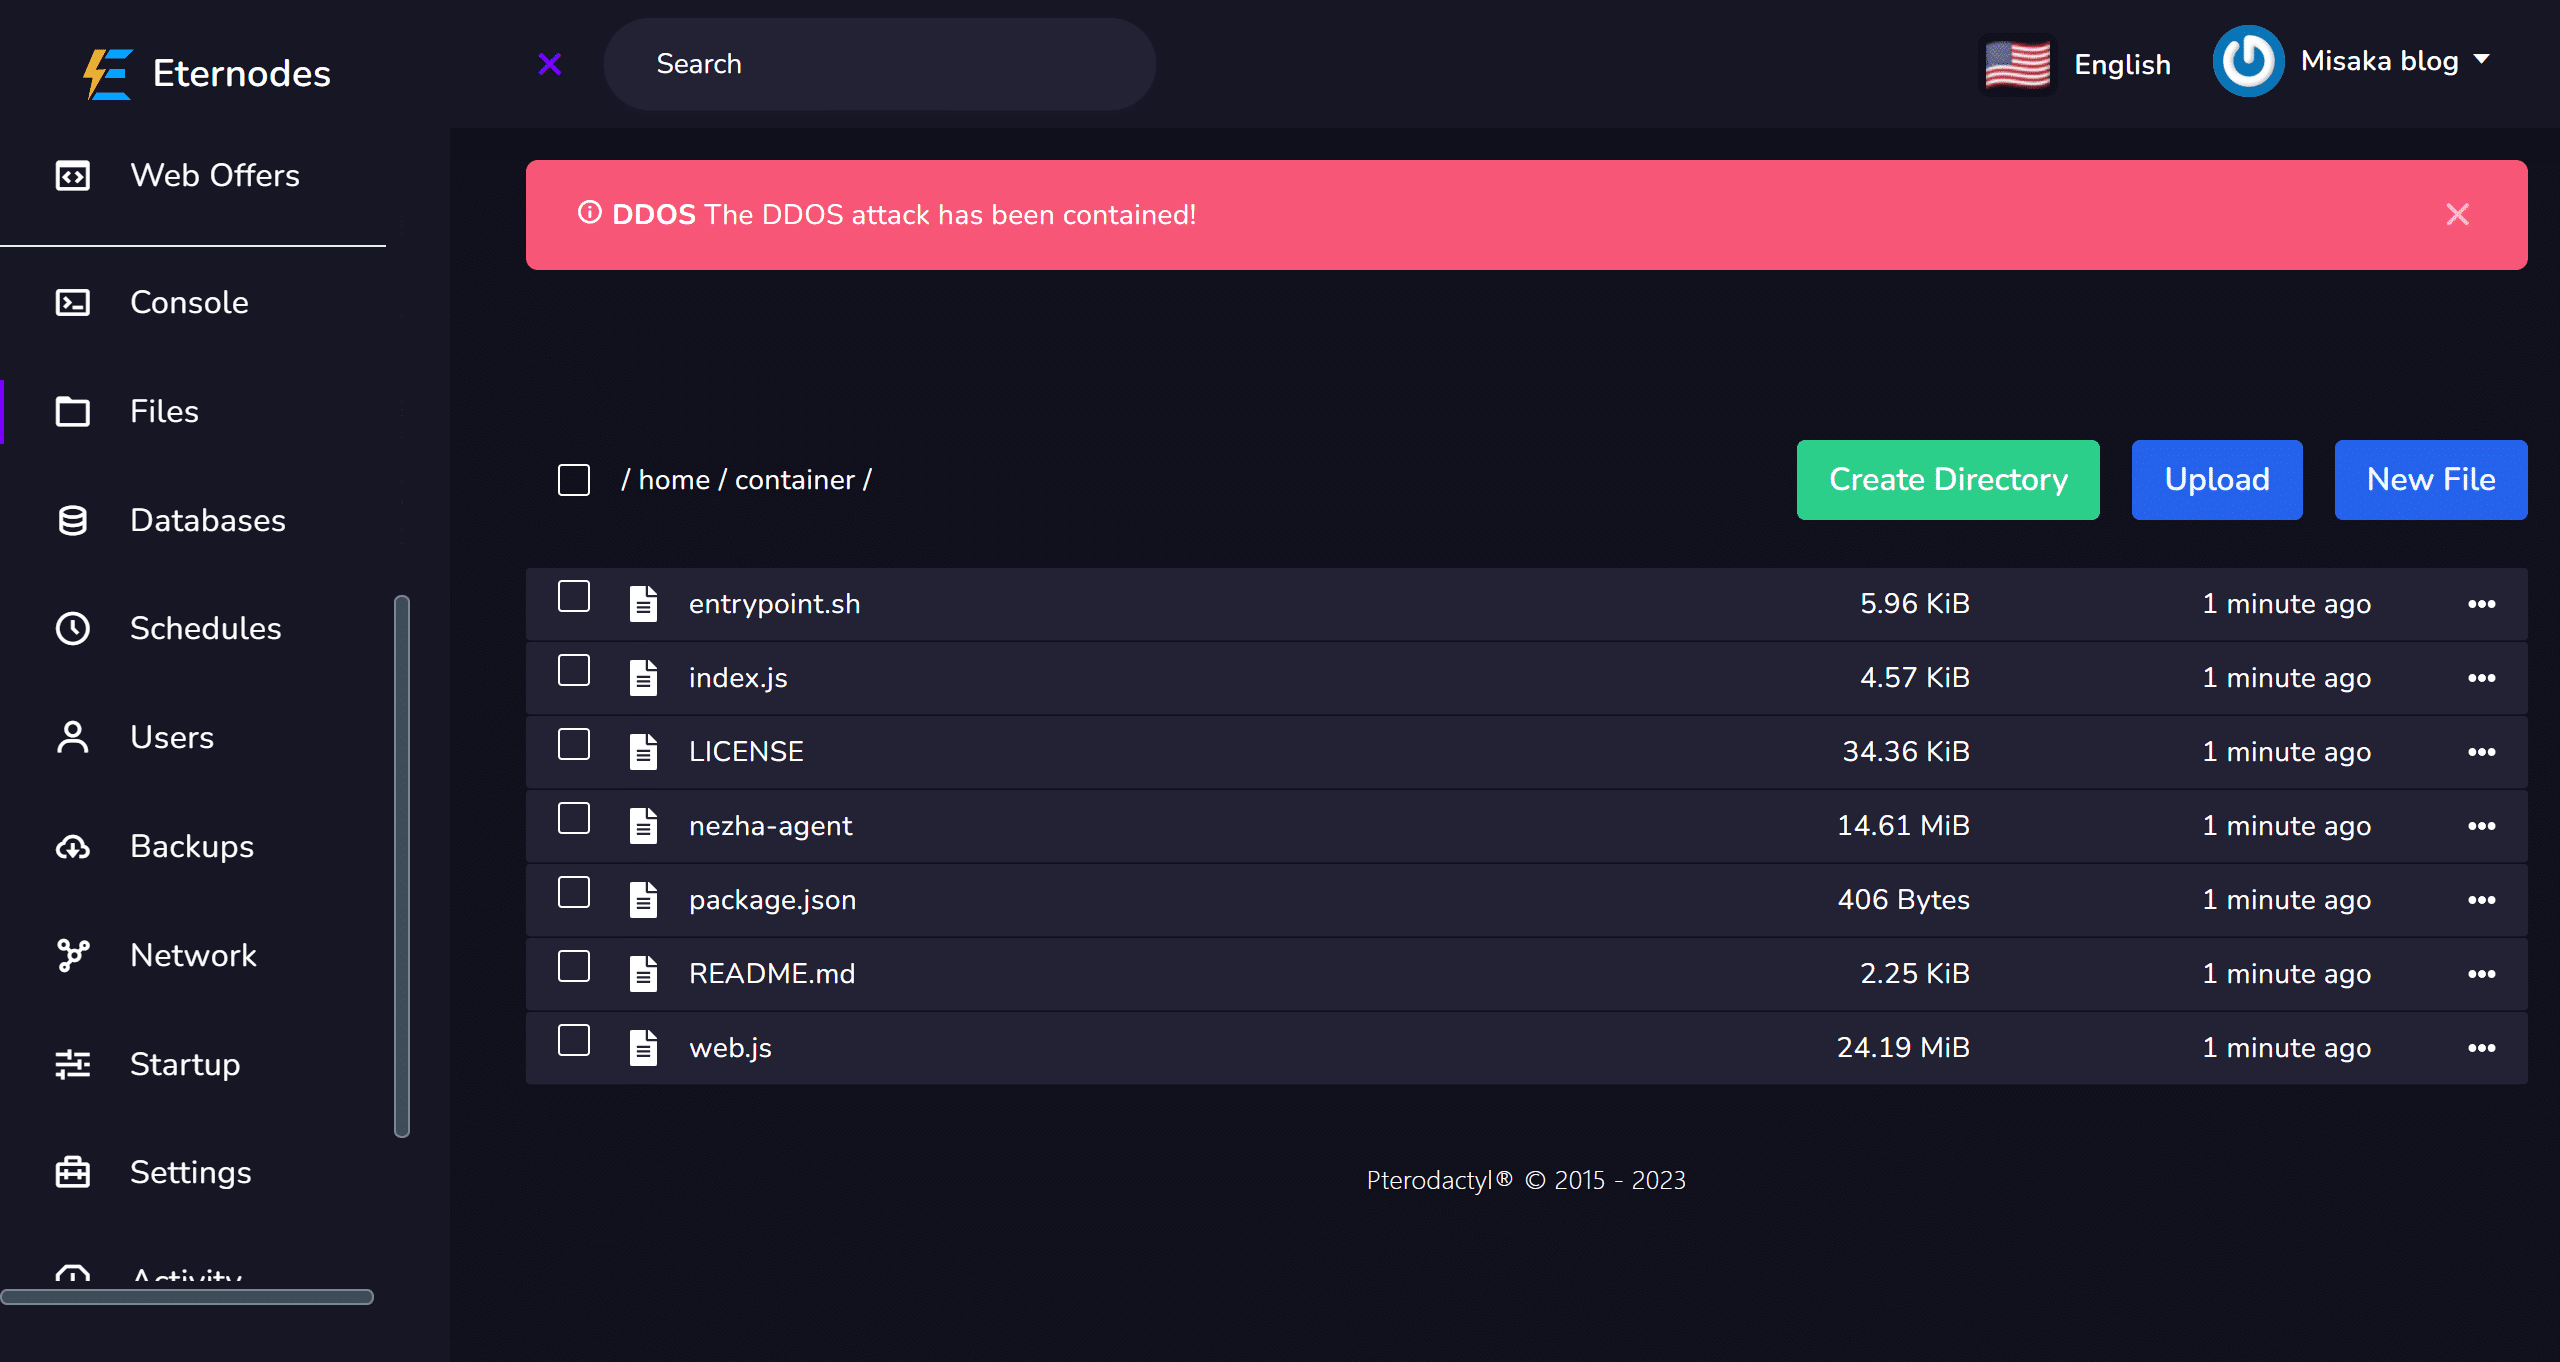 Eternodes
Search
English
Misaka blog
Web Offers
Console
Files
Databases
Schedules
Users
Backups
Network
Startup
Settings
Activity
DDOS The DDOS attack has been contained!
/ home / container /
Create Directory
Upload
New File
entrypoint.sh 5.96 KiB 1 minute ago
index.js 4.57 KiB 1 minute ago
LICENSE 34.36 KiB 1 minute ago
nezha-agent 14.61 MiB 1 minute ago
package.json 406 Bytes 1 minute ago
README.md 2.25 KiB 1 minute ago
web.js 24.19 MiB 1 minute ago
Pterodactyl® © 2015 - 2023